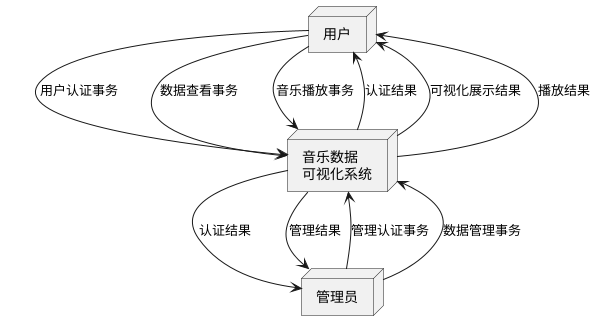 用户
用户认证事务
数据查看事务
音乐播放事务
认证结果
可视化展示结果
播放结果
音乐数据
可视化系统
认证结果
管理结果
管理认证事务
数据管理事务
管理员